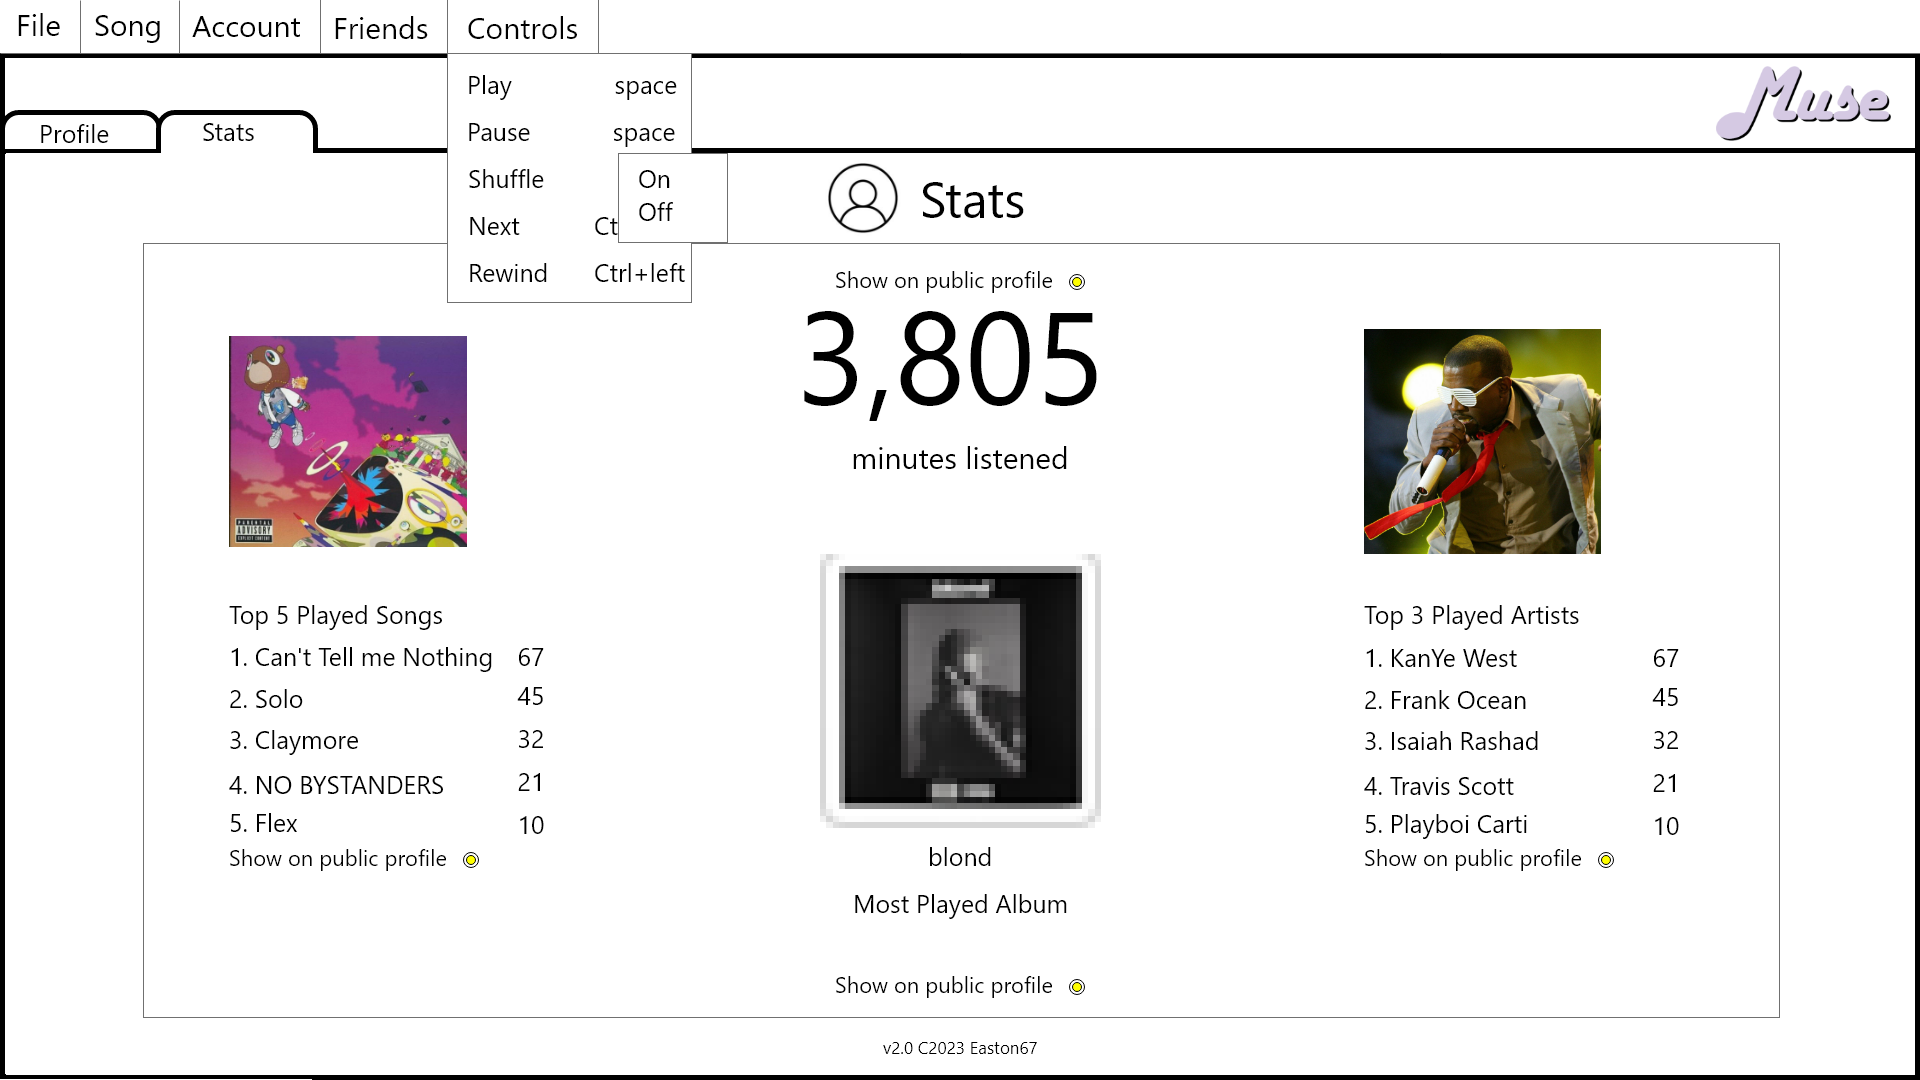 File Song Account Friends Controls
Play space
Pause space
Shuffle
On
Off
Next Ct
Rewind Ctrl+left
Muse
Profile Stats
Stats
Show on public profile
3,805
minutes listened
PARENTAL
ADVISORY
EXPLICIT CONTENT
Top 5 Played Songs
1. Can't Tell me Nothing 67
2. Solo 45
3. Claymore 32
4. NO BYSTANDERS 21
5. Flex 10
Show on public profile
blond
Most Played Album
Show on public profile
Top 3 Played Artists
1. KanYe West 67
2. Frank Ocean 45
3. Isaiah Rashad 32
4. Travis Scott 21
5. Playboi Carti 10
Show on public profile
v2.0 C2023 Easton67